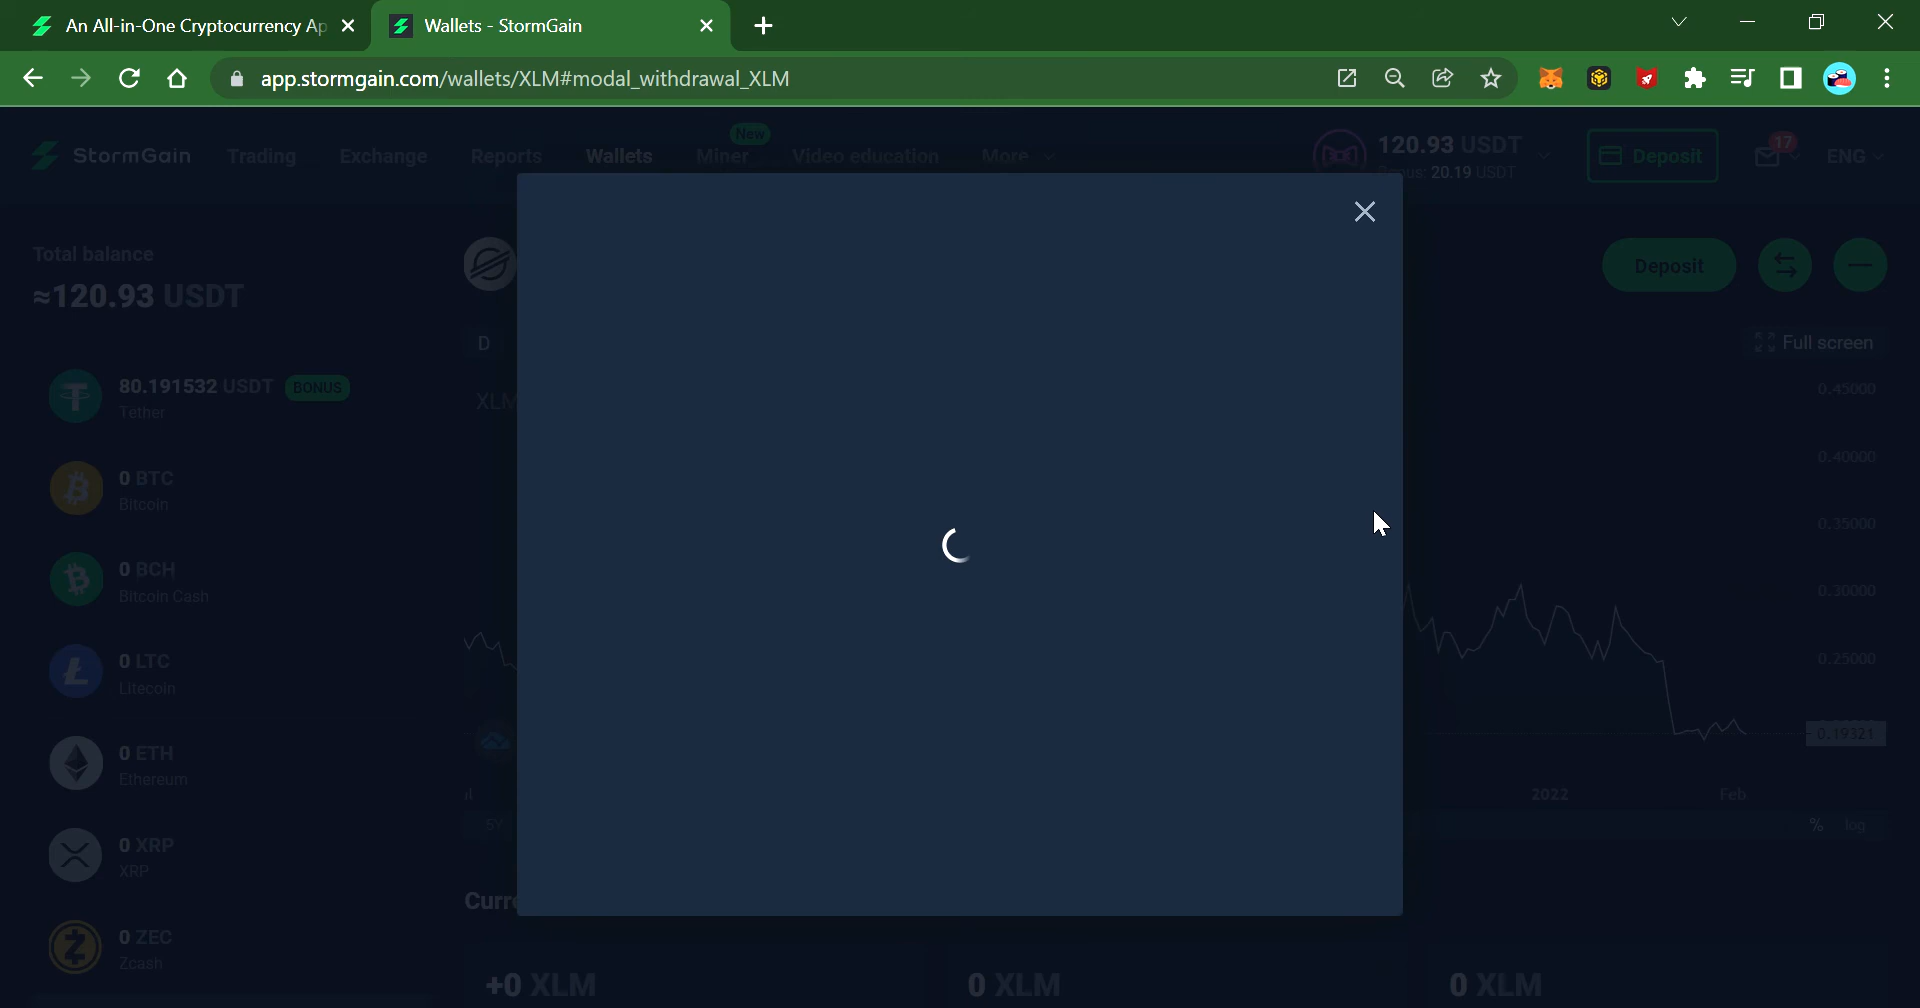 An All-in-One Cryptocurrency Ap
Wallets - StormGain
app.stormgain.com/wallets/XLM#modal_withdrawal_XLM
StormGain
Trading
Exchange
Reports
Wallets
Miner
New
Video education
More
120.93 USDT
20.19 USDT
Deposit
17
ENG
Total balance
≈120.93 USDT
Deposit
D
Full screen
80.191532 USDT BONUS
Tether
XLM
0.45000
0.40000
0 BTC
Bitcoin
0.35000
0 BCH
Bitcoin Cash
0.30000
0 LTC
Litecoin
0.25000
0.19321
0 ETH
Ethereum
2022
Feb
5Y
%
log
0 XRP
XRP
Curre
0 ZEC
Zcash
+0 XLM
0 XLM
0 XLM